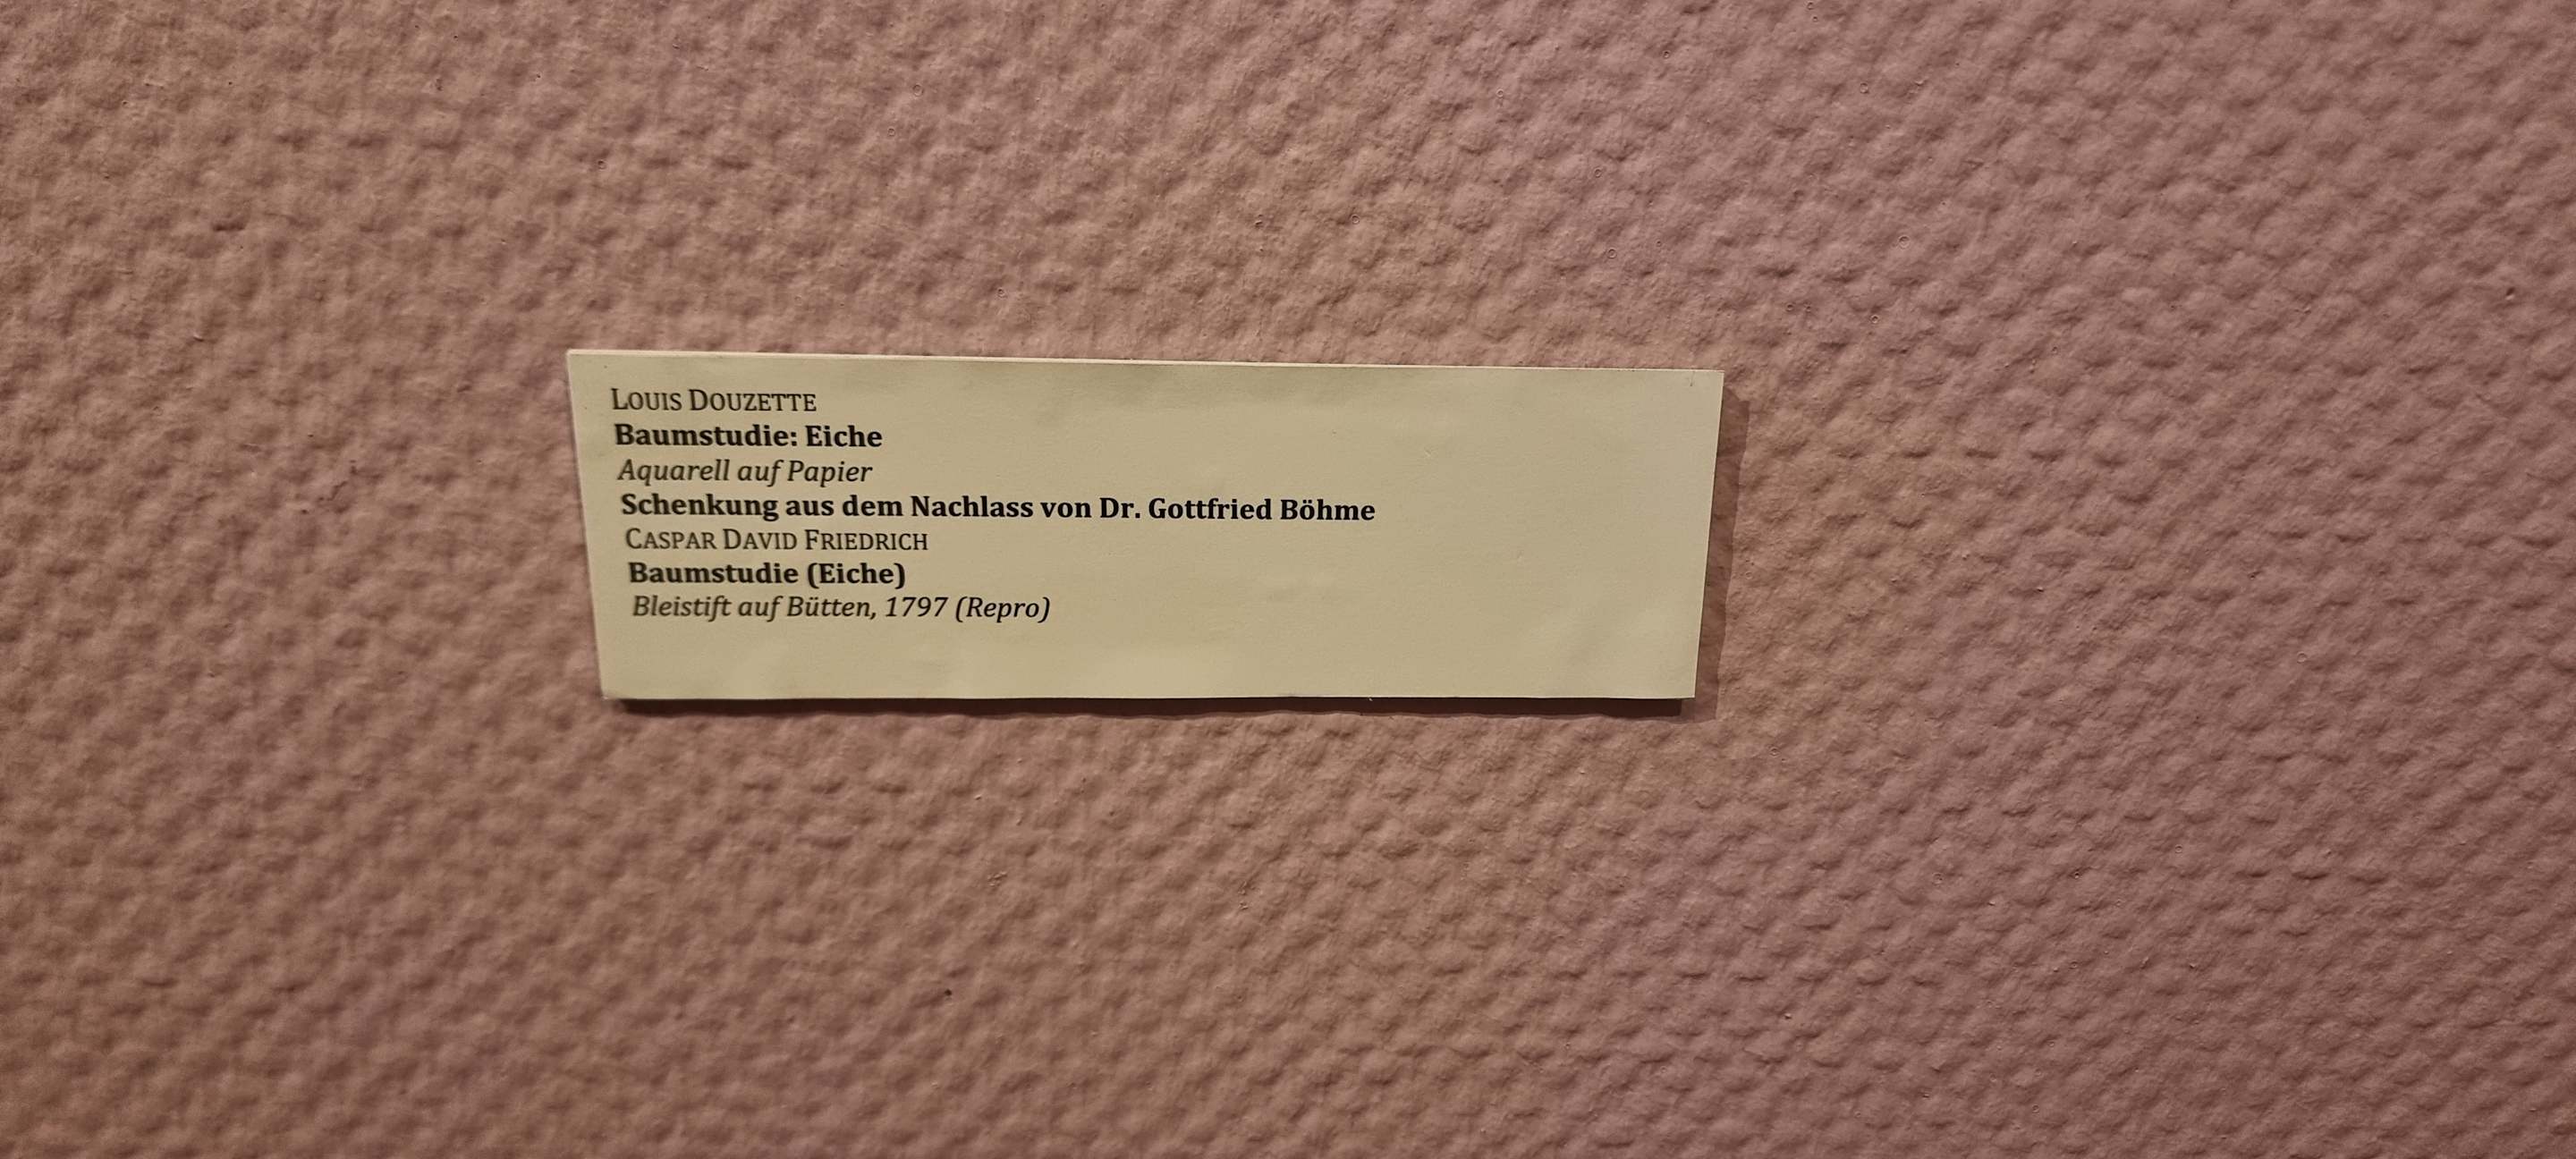 LOUIS DOUZETTE
Baumstudie: Eiche
Aquarell auf Papier
Schenkung aus dem Nachlass von Dr. Gottfried Böhme
CASPAR DAVID FRIEDRICH
Baumstudie (Eiche)
Bleistift auf Bütten, 1797 (Repro)